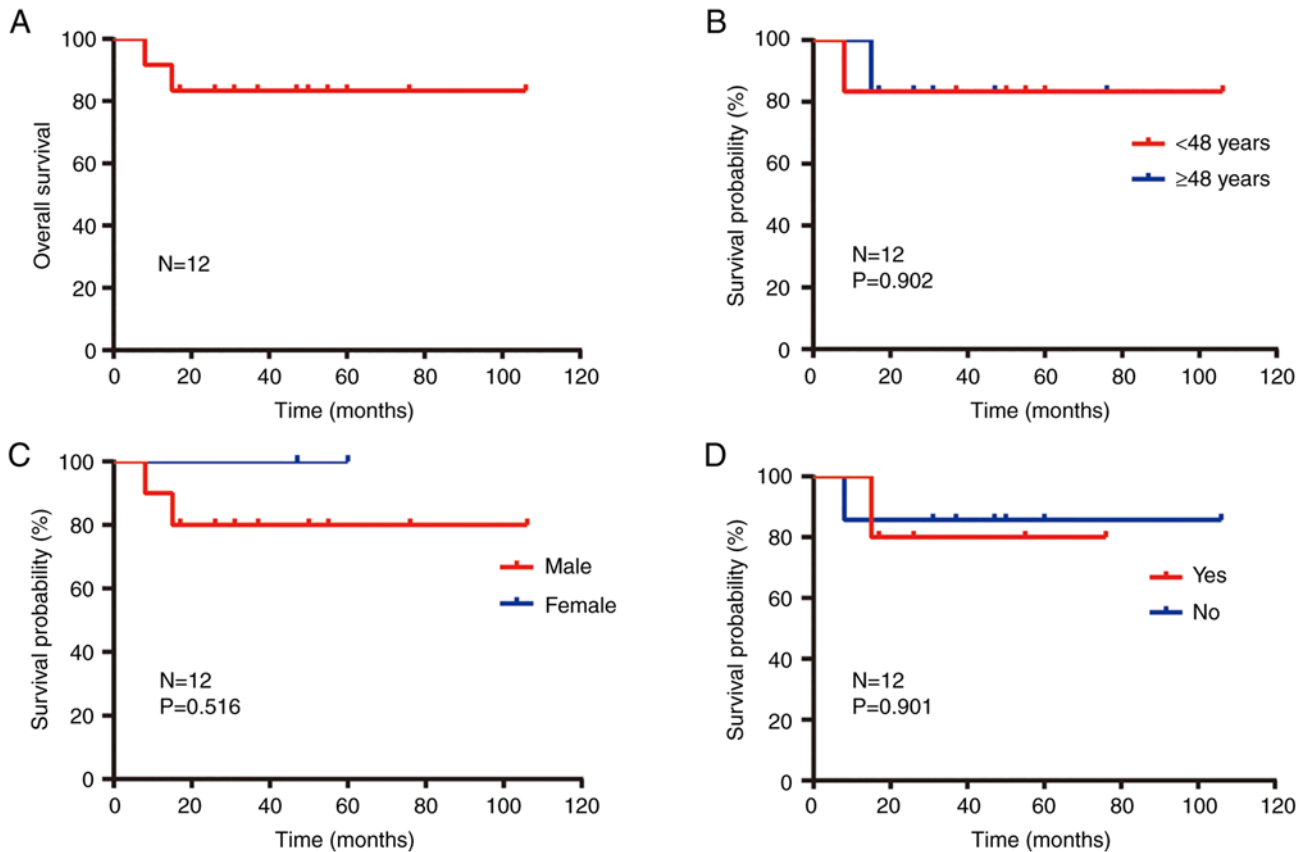 A
Overall survival
100
80
60
40
20
0
N=12
0 20 40 60 80 100 120
Time (months)
B
Survival probability (%)
100
80
60
40
20
0
<48 years
≥48 years
N=12
P=0.902
0 20 40 60 80 100 120
Time (months)
C
Survival probability (%)
100
80
60
40
20
0
Male
Female
N=12
P=0.516
0 20 40 60 80 100 120
Time (months)
D
Survival probability (%)
100
80
60
40
20
0
Yes
No
N=12
P=0.901
0 20 40 60 80 100 120
Time (months)